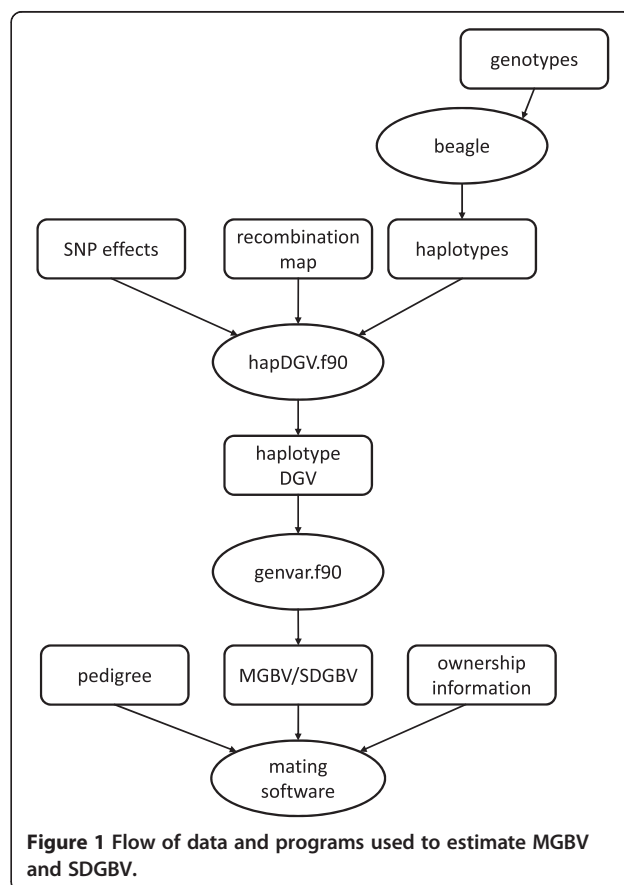 genotypes
beagle
SNP effects
recombination
map
haplotypes
hapDGV.f90
haplotype
DGV
genvar.f90
pedigree
MGBV/SDGBV
ownership
information
mating
software
Figure 1 Flow of data and programs used to estimate MGBV
and SDGBV.